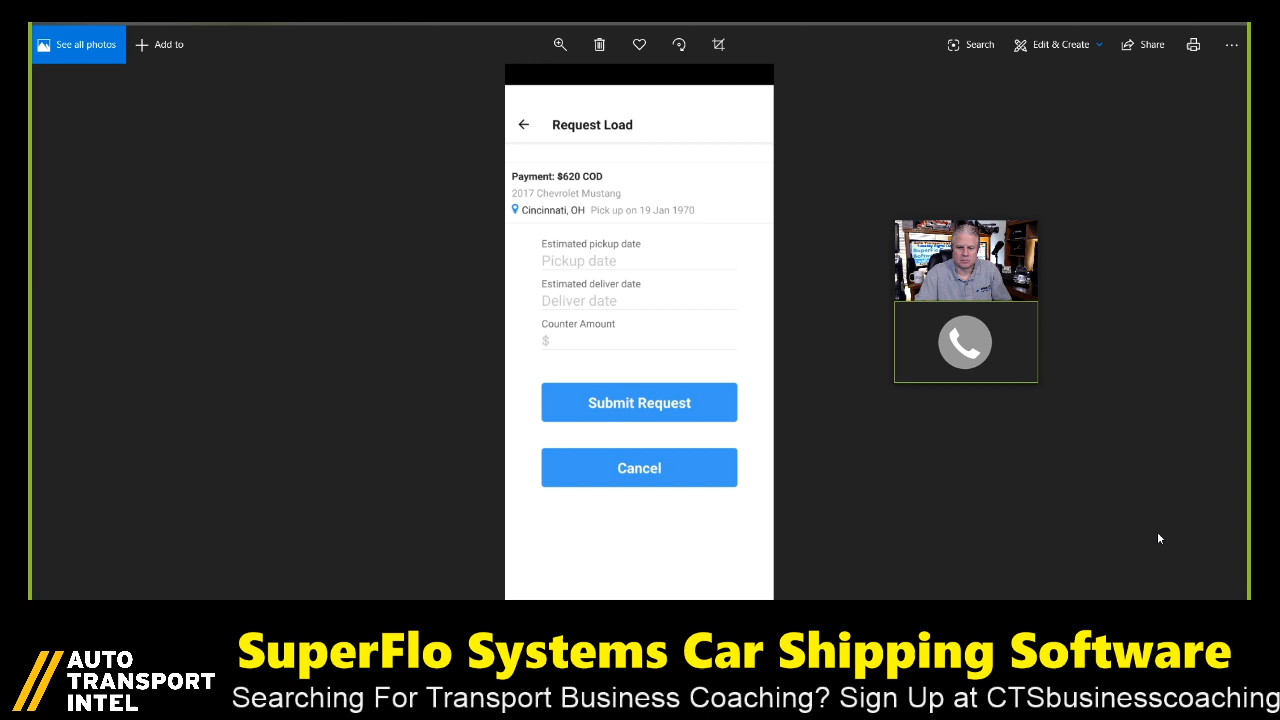 See all photos
Add to
Search
Edit & Create
Share
Request Load
Payment: $620 COD
2017 Chevrolet Mustang
Cincinnati, OH Pick up on 19 Jan 1970
Estimated pickup date
Pickup date
Estimated deliver date
Deliver date
Counter Amount
$
Submit Request
Cancel
AUTO
TRANSPORT
INTEL
SuperFlo Systems Car Shipping Software
Searching For Transport Business Coaching? Sign Up at CTSbusinesscoaching